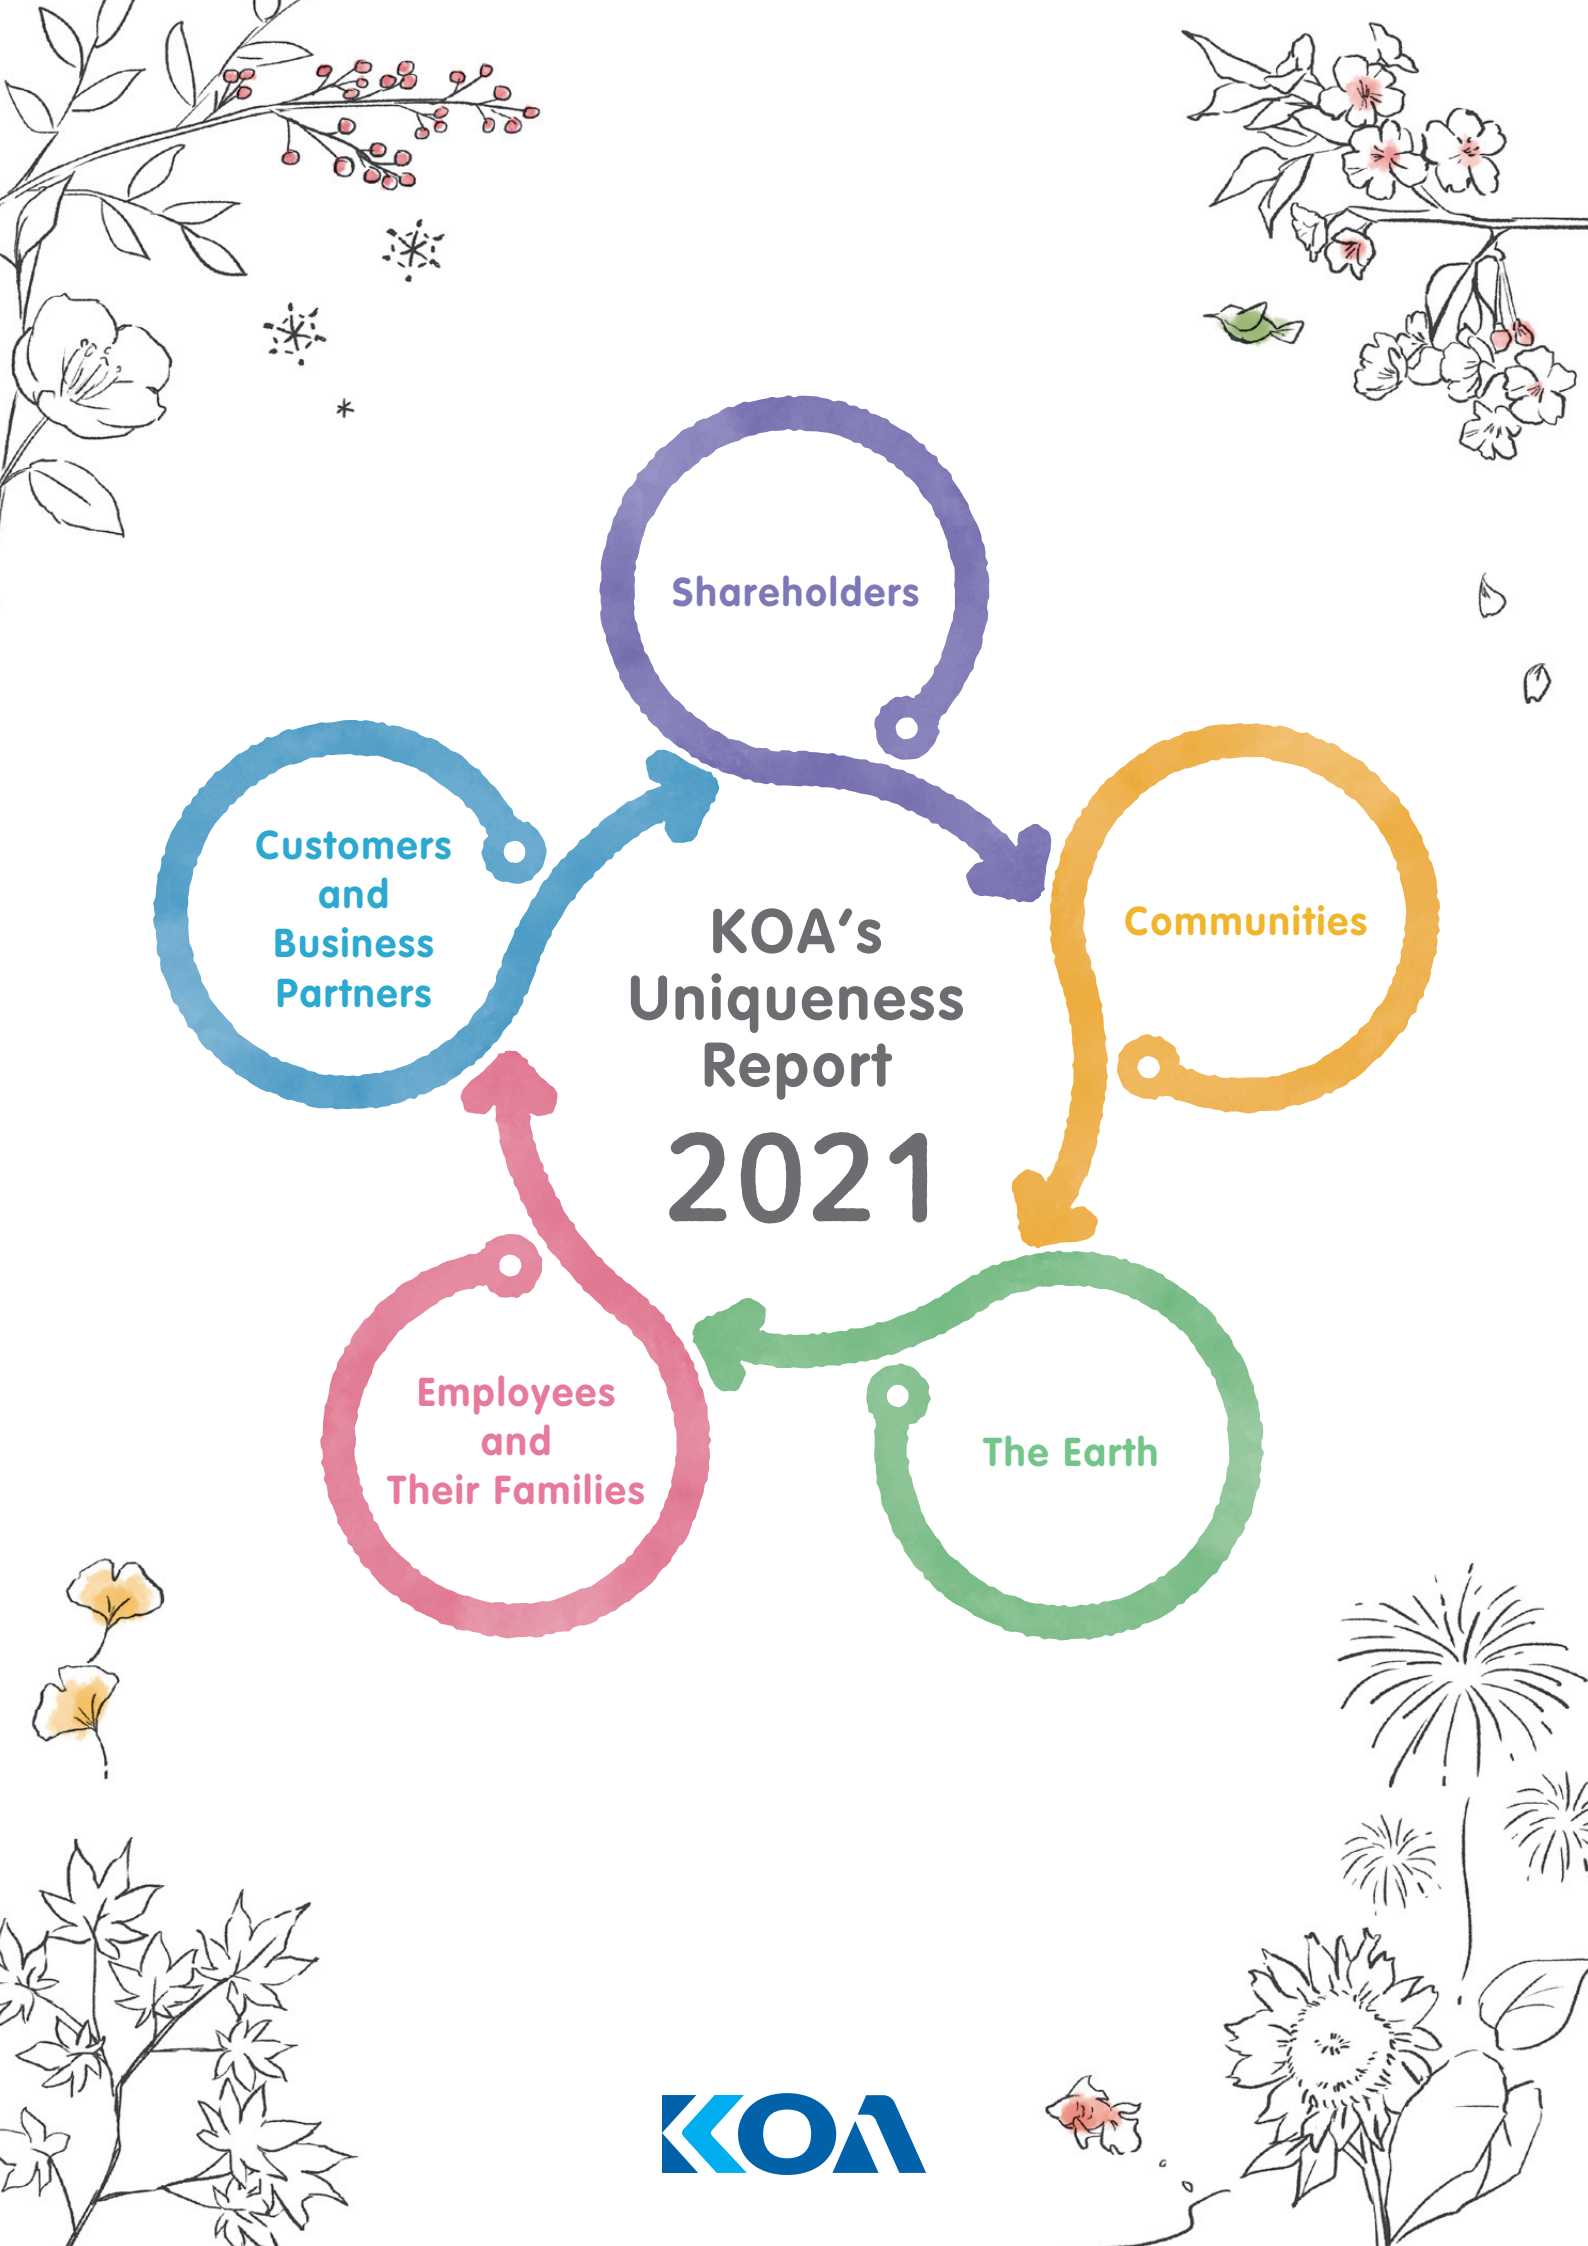 Shareholders
Customers
and
Business
Partners
Communities
KOA's
Uniqueness
Report
2021
Employees
and
Their Families
The Earth
KOA